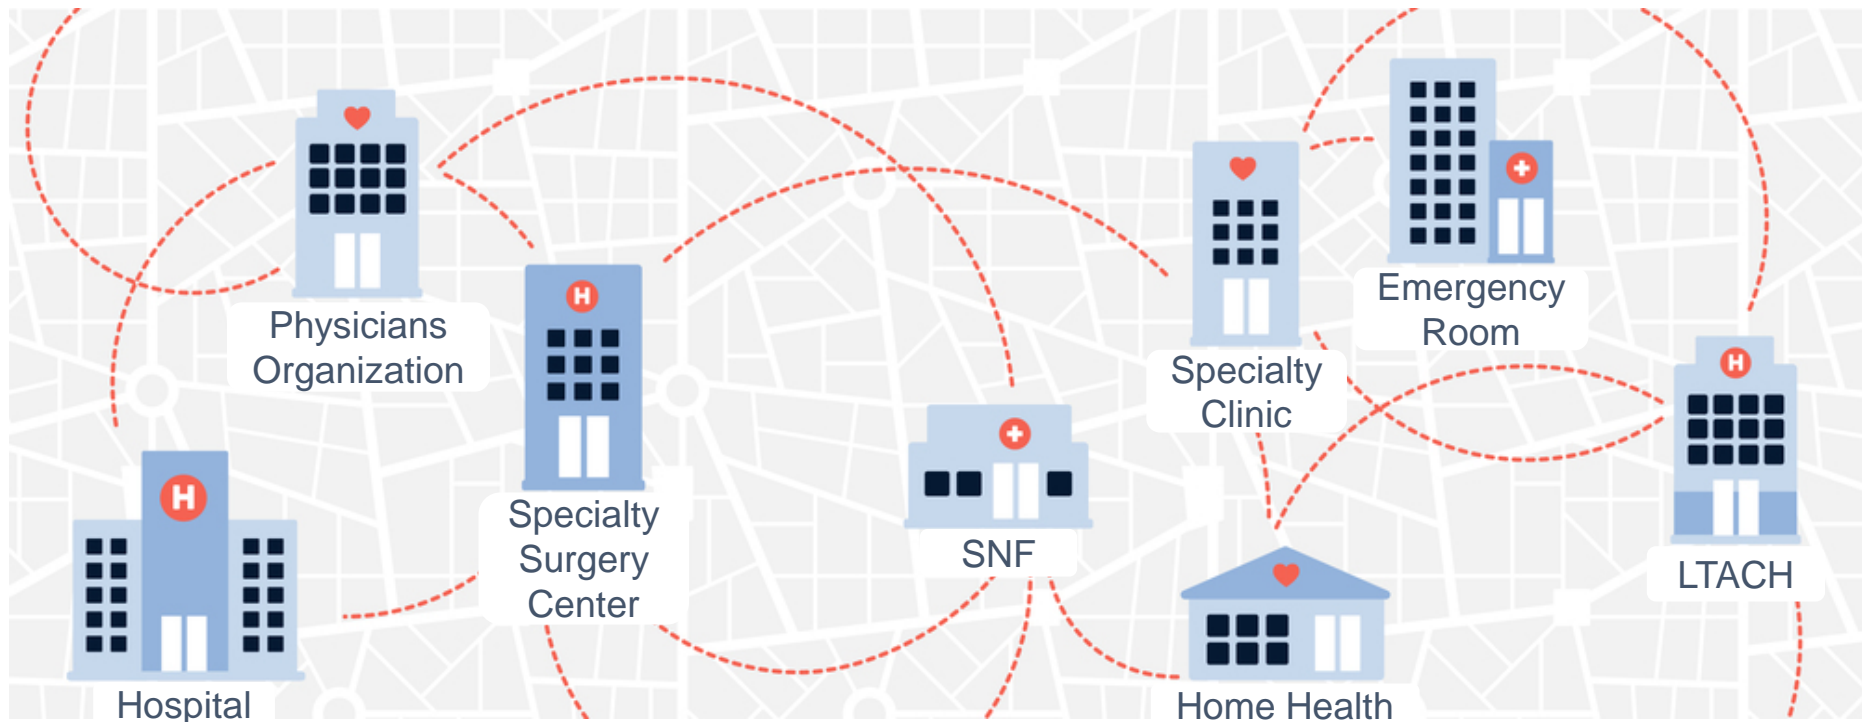 Physicians
Organization
H
Specialty
Surgery
Center
H
Hospital
SNF
Specialty
Clinic
Emergency
Room
H
LTACH
Home Health
H